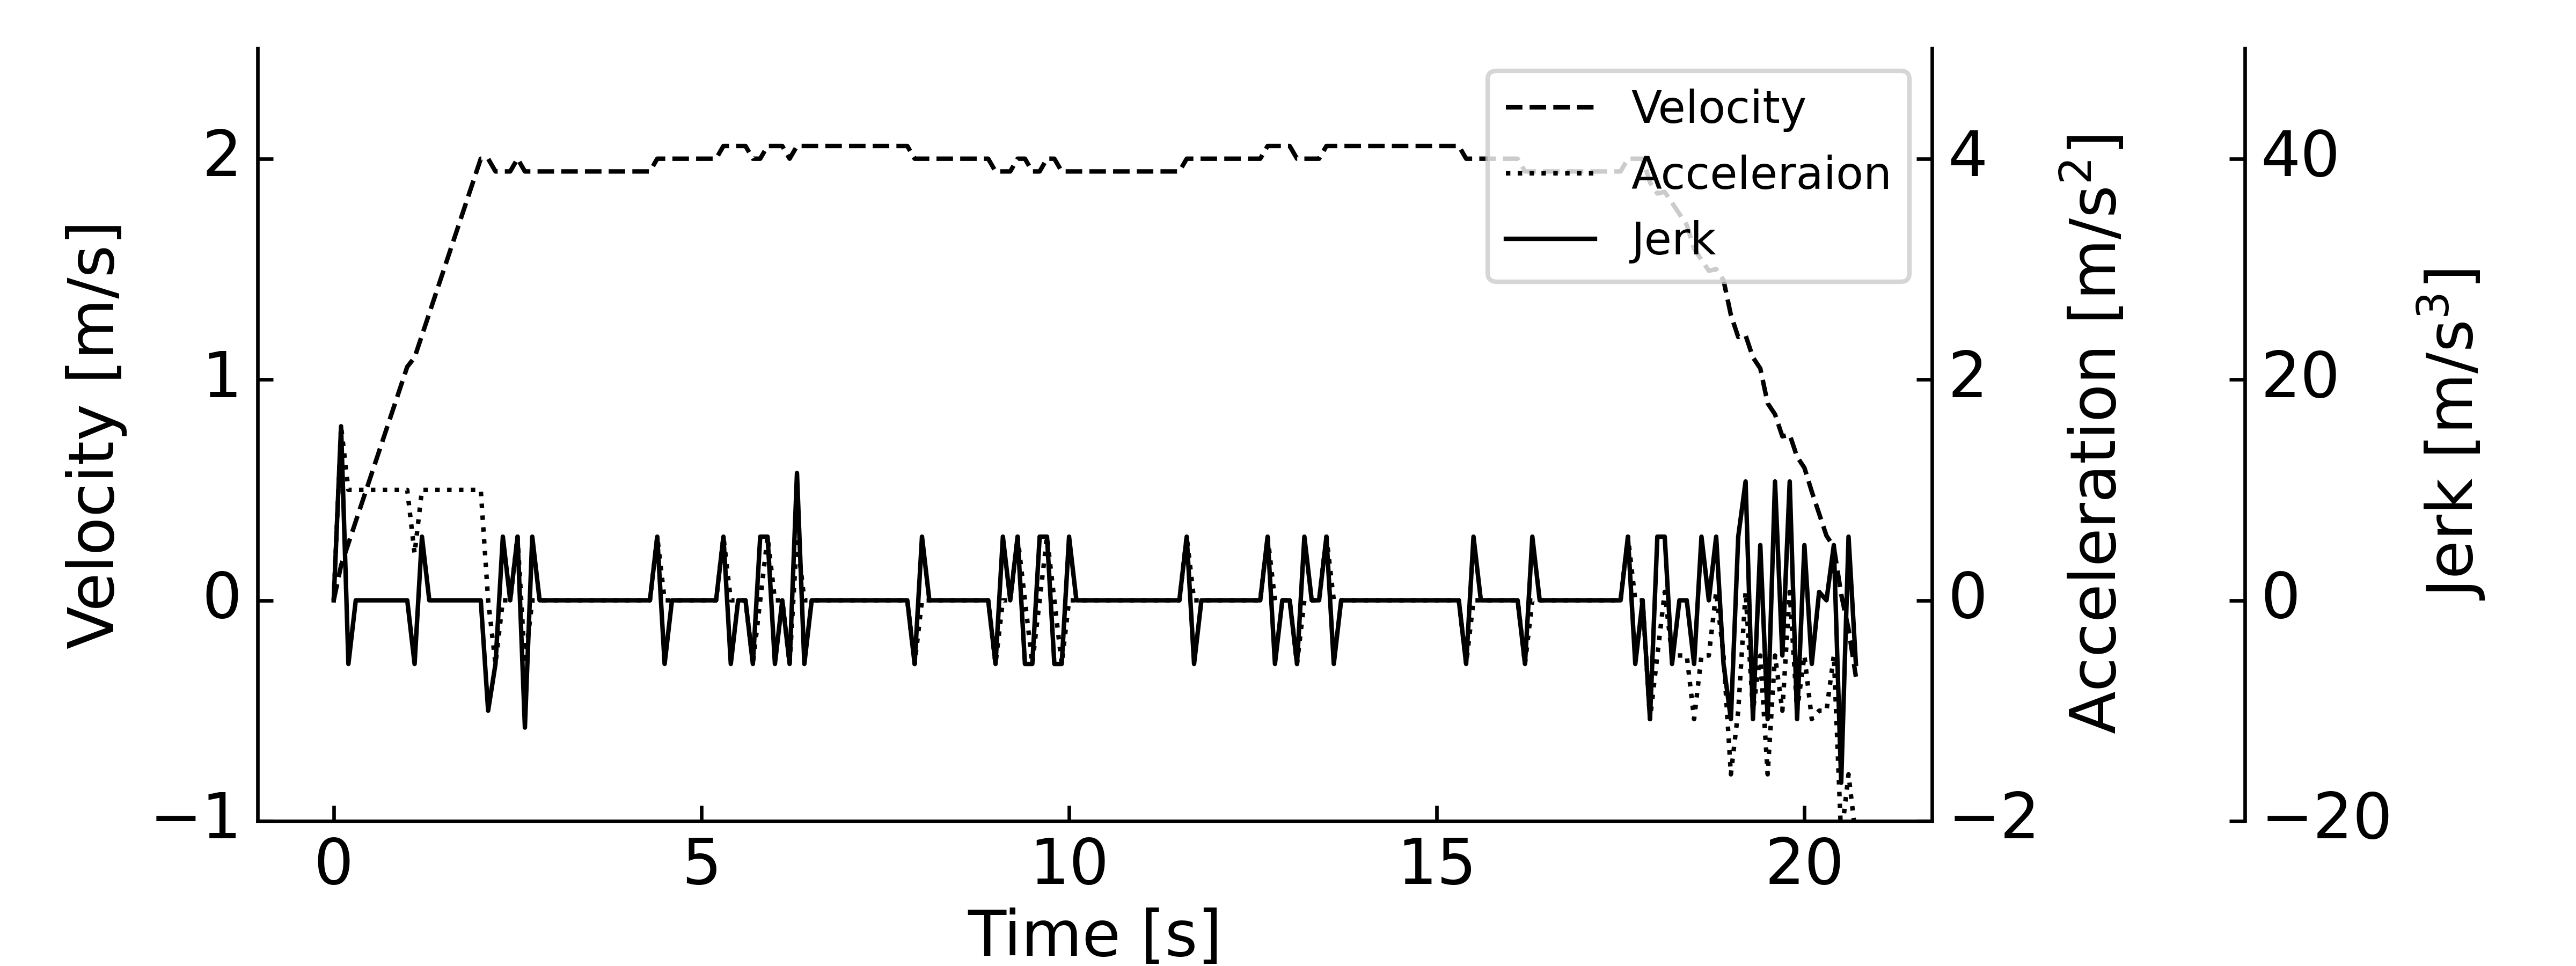 Velocity [m/s]
2
1
0
−1
0 5 10 15 20
Time [s]
Velocity
Acceleraion
Jerk
4
2
0
−2
Acceleration [m/s²]
40
20
0
−20
Jerk [m/s³]